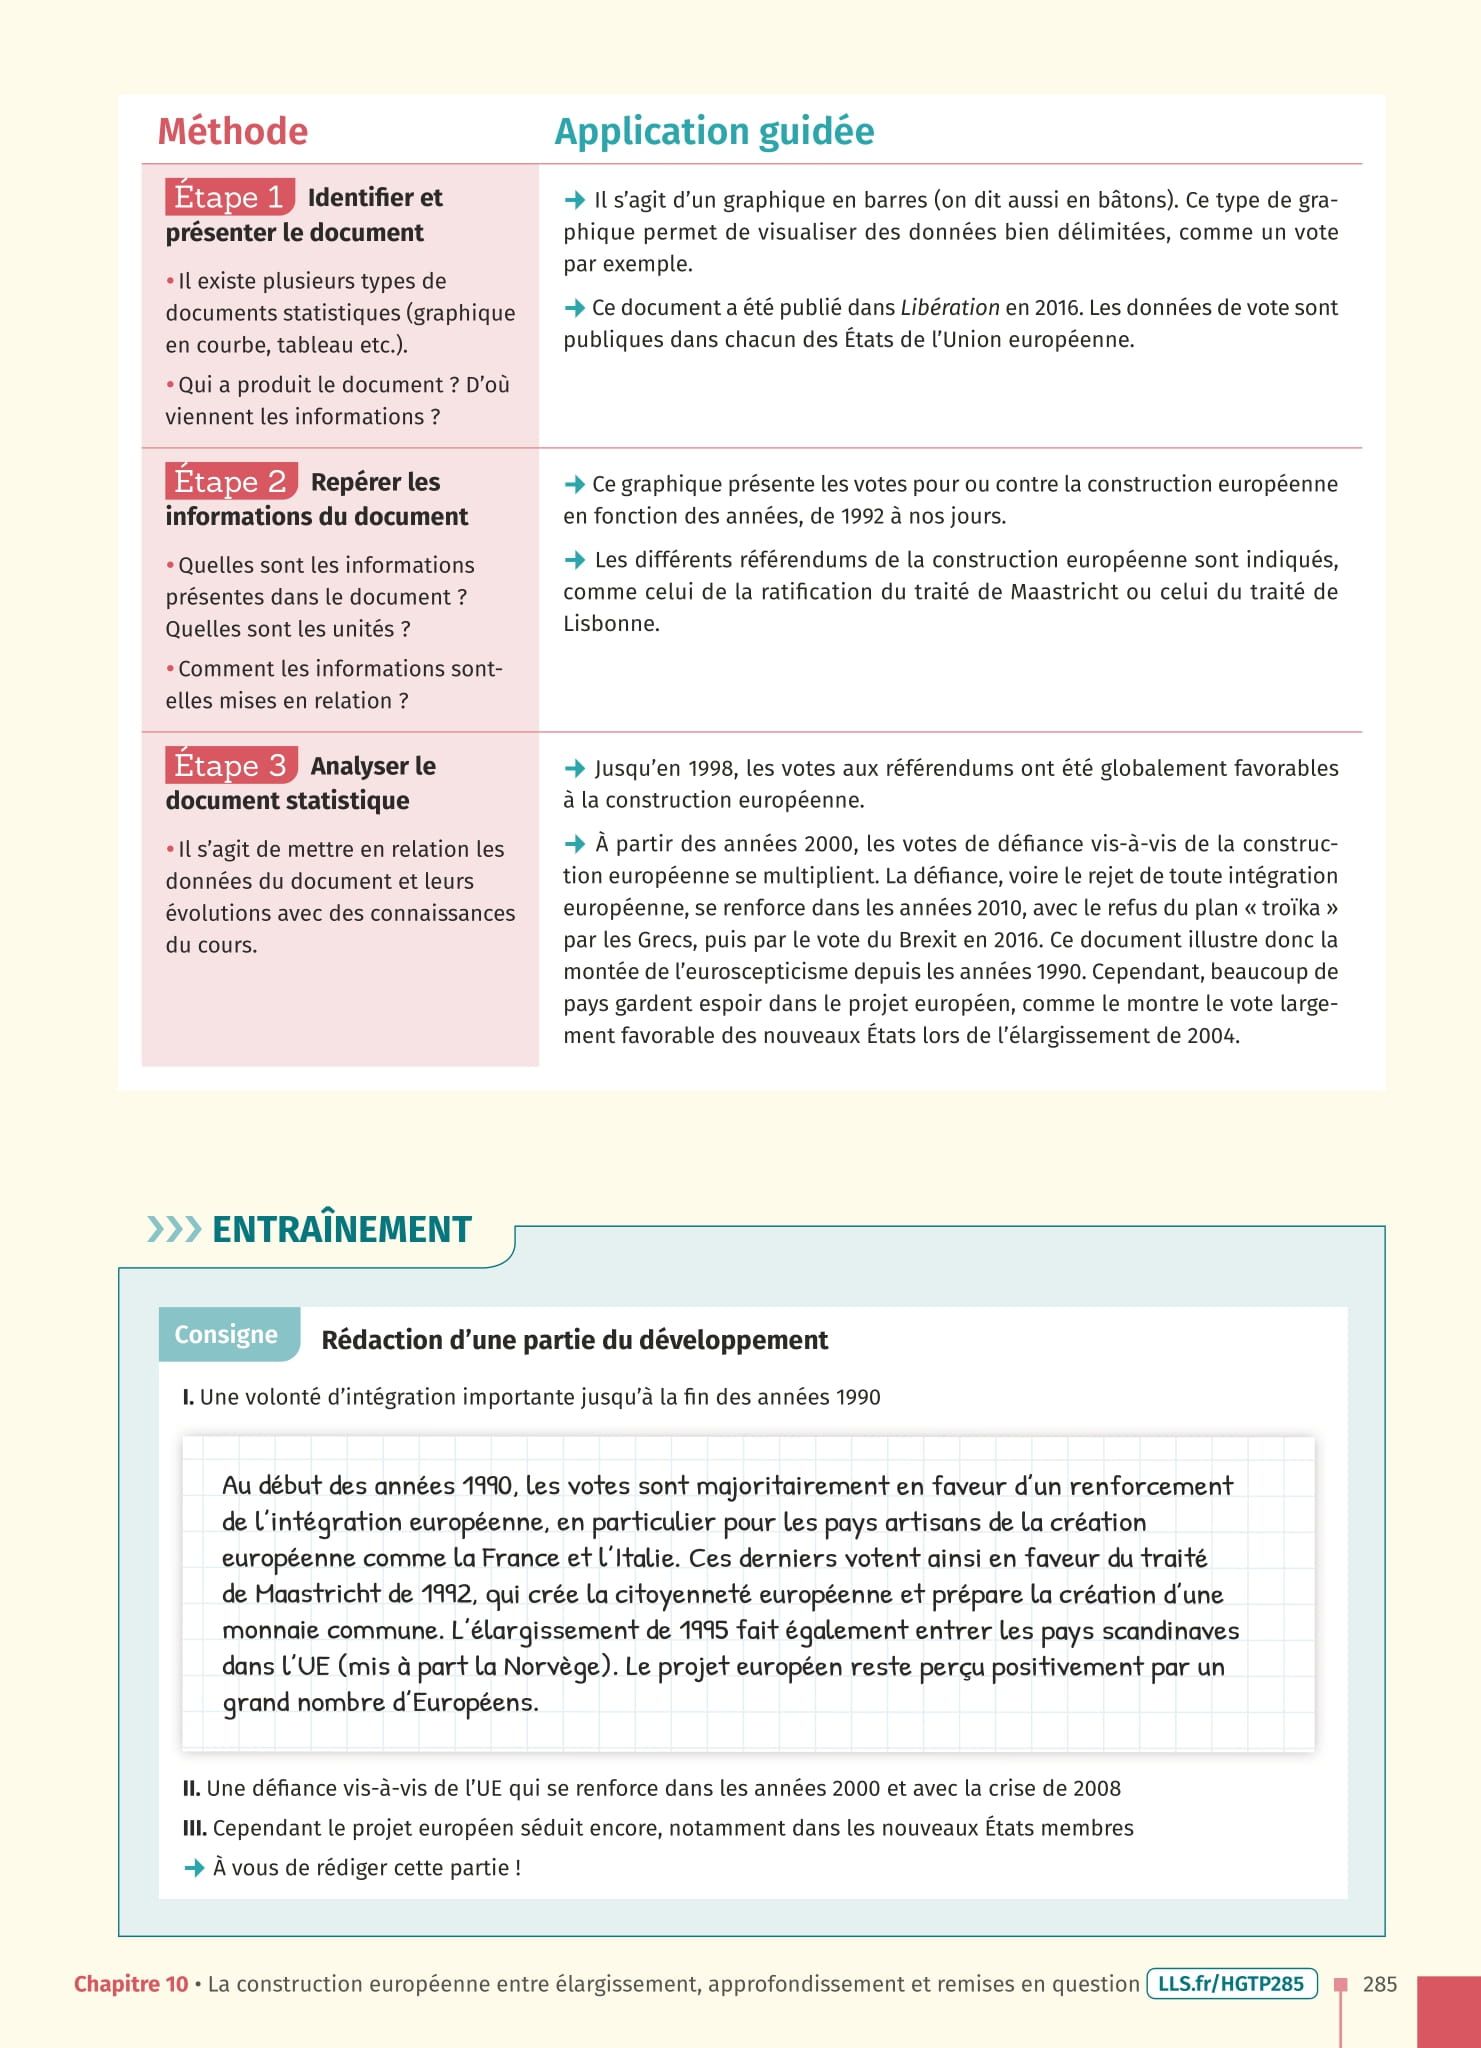 Méthode
Application guidée
Étape 1 Identifier et
présenter le document
• Il existe plusieurs types de
documents statistiques (graphique
en courbe, tableau etc.).
• Qui a produit le document ? D'où
viennent les informations ?
➔ Il s'agit d'un graphique en barres (on dit aussi en bâtons). Ce type de gra-
phique permet de visualiser des données bien délimitées, comme un vote
par exemple.
➔ Ce document a été publié dans Libération en 2016. Les données de vote sont
publiques dans chacun des États de l'Union européenne.
Étape 2 Repérer les
informations du document
• Quelles sont les informations
présentes dans le document ?
Quelles sont les unités ?
• Comment les informations sont-
elles mises en relation ?
➔ Ce graphique présente les votes pour ou contre la construction européenne
en fonction des années, de 1992 à nos jours.
➔ Les différents référendums de la construction européenne sont indiqués,
comme celui de la ratification du traité de Maastricht ou celui du traité de
Lisbonne.
Étape 3 Analyser le
document statistique
• Il s'agit de mettre en relation les
données du document et leurs
évolutions avec des connaissances
du cours.
➔ Jusqu'en 1998, les votes aux référendums ont été globalement favorables
à la construction européenne.
➔ À partir des années 2000, les votes de défiance vis-à-vis de la construc-
tion européenne se multiplient. La défiance, voire le rejet de toute intégration
européenne, se renforce dans les années 2010, avec le refus du plan « troïka »
par les Grecs, puis par le vote du Brexit en 2016. Ce document illustre donc la
montée de l'euroscepticisme depuis les années 1990. Cependant, beaucoup de
pays gardent espoir dans le projet européen, comme le montre le vote large-
ment favorable des nouveaux États lors de l'élargissement de 2004.
ENTRAÎNEMENT
Consigne Rédaction d'une partie du développement
I. Une volonté d'intégration importante jusqu'à la fin des années 1990
Au début des années 1990, les votes sont majoritairement en faveur d'un renforcement
de l'intégration européenne, en particulier pour les pays artisans de la création
européenne comme la France et l'Italie. Ces derniers votent ainsi en faveur du traité
de Maastricht de 1992, qui crée la citoyenneté européenne et prépare la création d'une
monnaie commune. L'élargissement de 1995 fait également entrer les pays scandinaves
dans l'UE (mis à part la Norvège). Le projet européen reste perçu positivement par un
grand nombre d'Européens.
II. Une défiance vis-à-vis de l'UE qui se renforce dans les années 2000 et avec la crise de 2008
III. Cependant le projet européen séduit encore, notamment dans les nouveaux États membres
➔ À vous de rédiger cette partie !
Chapitre 10 • La construction européenne entre élargissement, approfondissement et remises en question LLS.fr/HGTP285 285